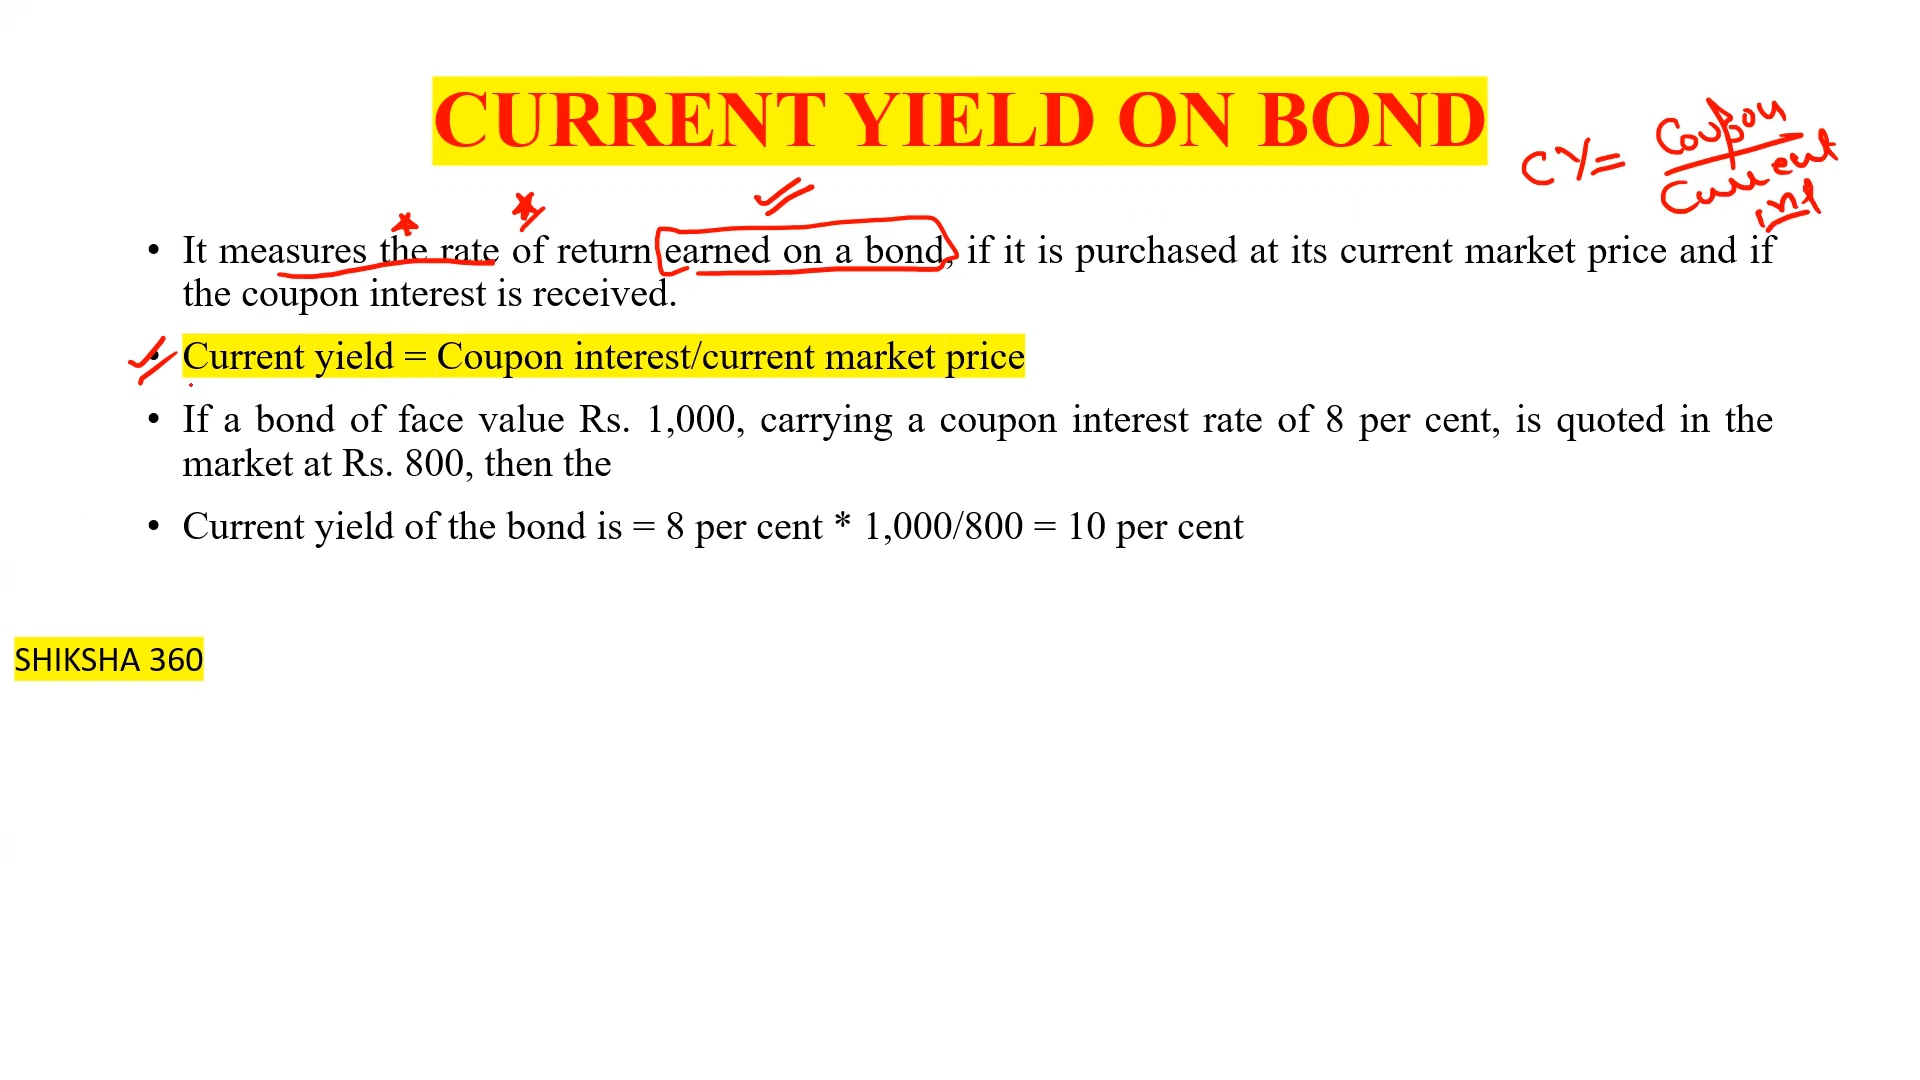 CURRENT YIELD ON BOND
CY = Coupon
Current
int
• It measures the rate of return earned on a bond, if it is purchased at its current market price and if
the coupon interest is received.
• Current yield = Coupon interest/current market price
• If a bond of face value Rs. 1,000, carrying a coupon interest rate of 8 per cent, is quoted in the
market at Rs. 800, then the
• Current yield of the bond is = 8 per cent * 1,000/800 = 10 per cent
SHIKSHA 360